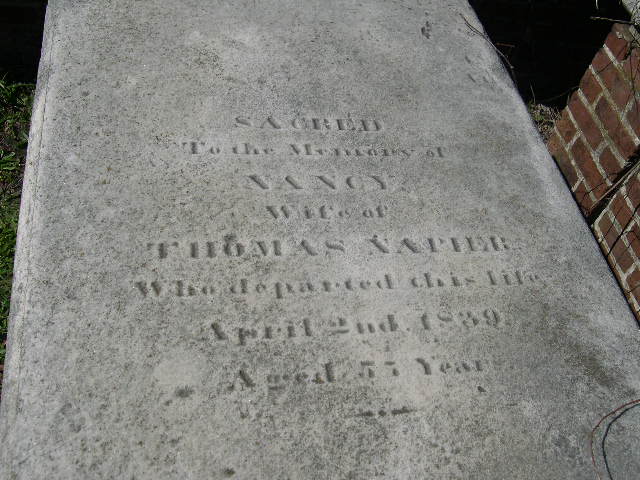 SACRED
To the Memory of
NANCY,
Wife of
THOMAS NAPIER.
Who departed this life
April 2nd, 1839
Aged 57 Years